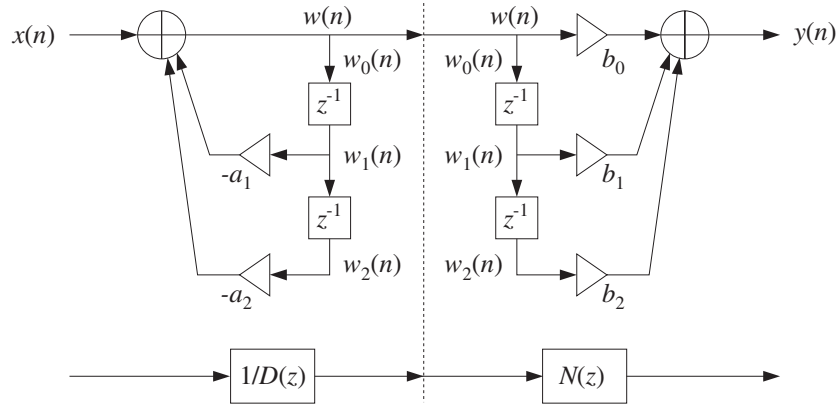 w(n) w(n)
x(n) y(n)
w₀(n) w₀(n) b₀
z⁻¹ z⁻¹
w₁(n) w₁(n)
-a₁ b₁
z⁻¹ z⁻¹
w₂(n) w₂(n)
-a₂ b₂
1/D(z) N(z)